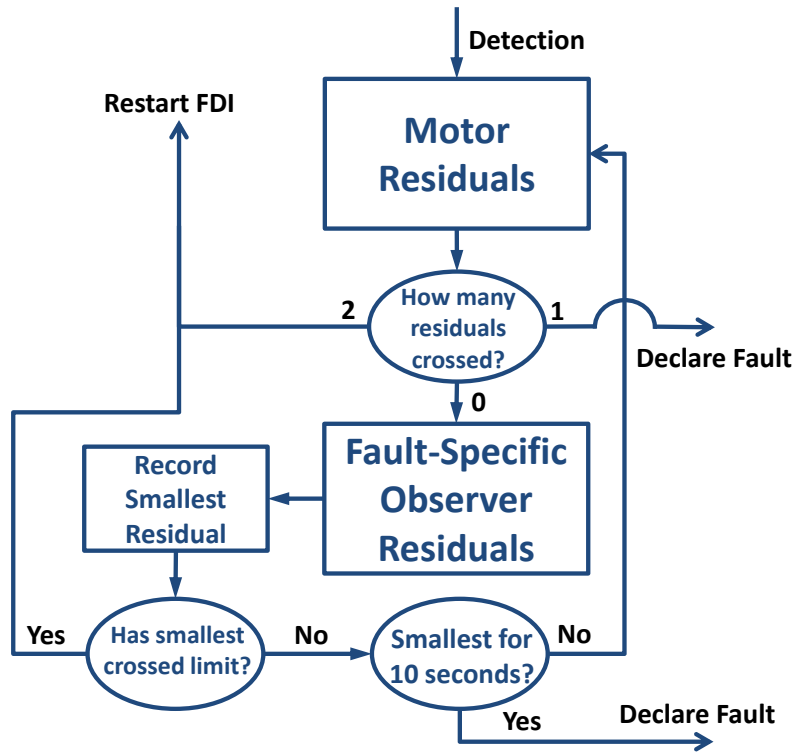 Detection
Restart FDI
Motor
Residuals
How many
residuals
crossed?
2
1
Declare Fault
0
Fault-Specific
Observer
Residuals
Record
Smallest
Residual
Yes
Has smallest
crossed limit?
No
Smallest for
10 seconds?
No
Yes
Declare Fault